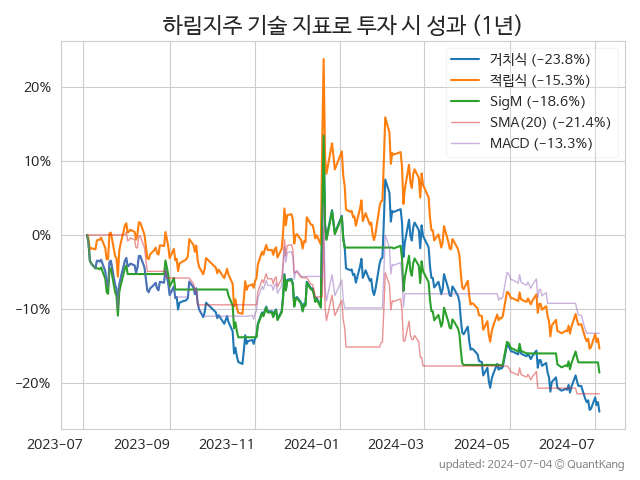 하림지주 기술 지표로 투자 시 성과 (1년)
거치식 (−23.8%)
적립식 (−15.3%)
SigM (−18.6%)
SMA(20) (−21.4%)
MACD (−13.3%)
20%
10%
0%
−10%
−20%
2023-07 2023-09 2023-11 2024-01 2024-03 2024-05 2024-07
updated: 2024-07-04 @ QuantKang